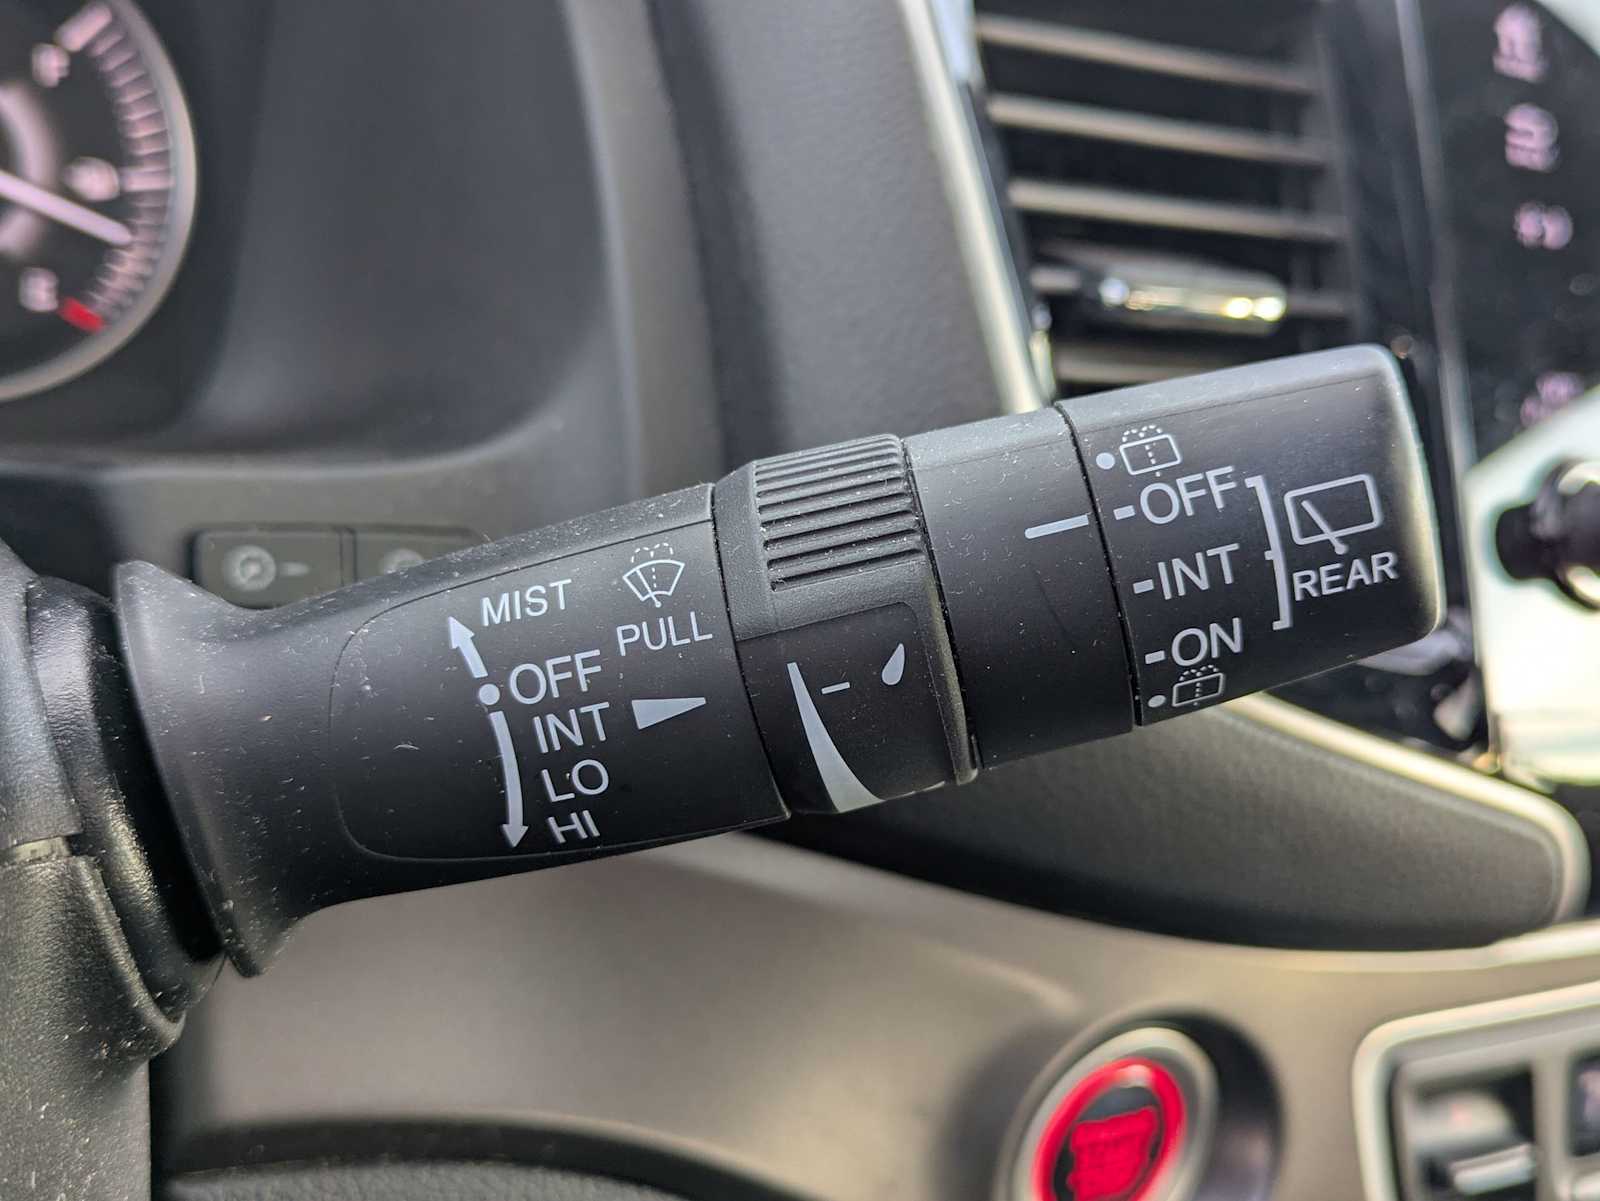 MIST
PULL
OFF
INT
LO
HI
OFF
INT
ON
REAR